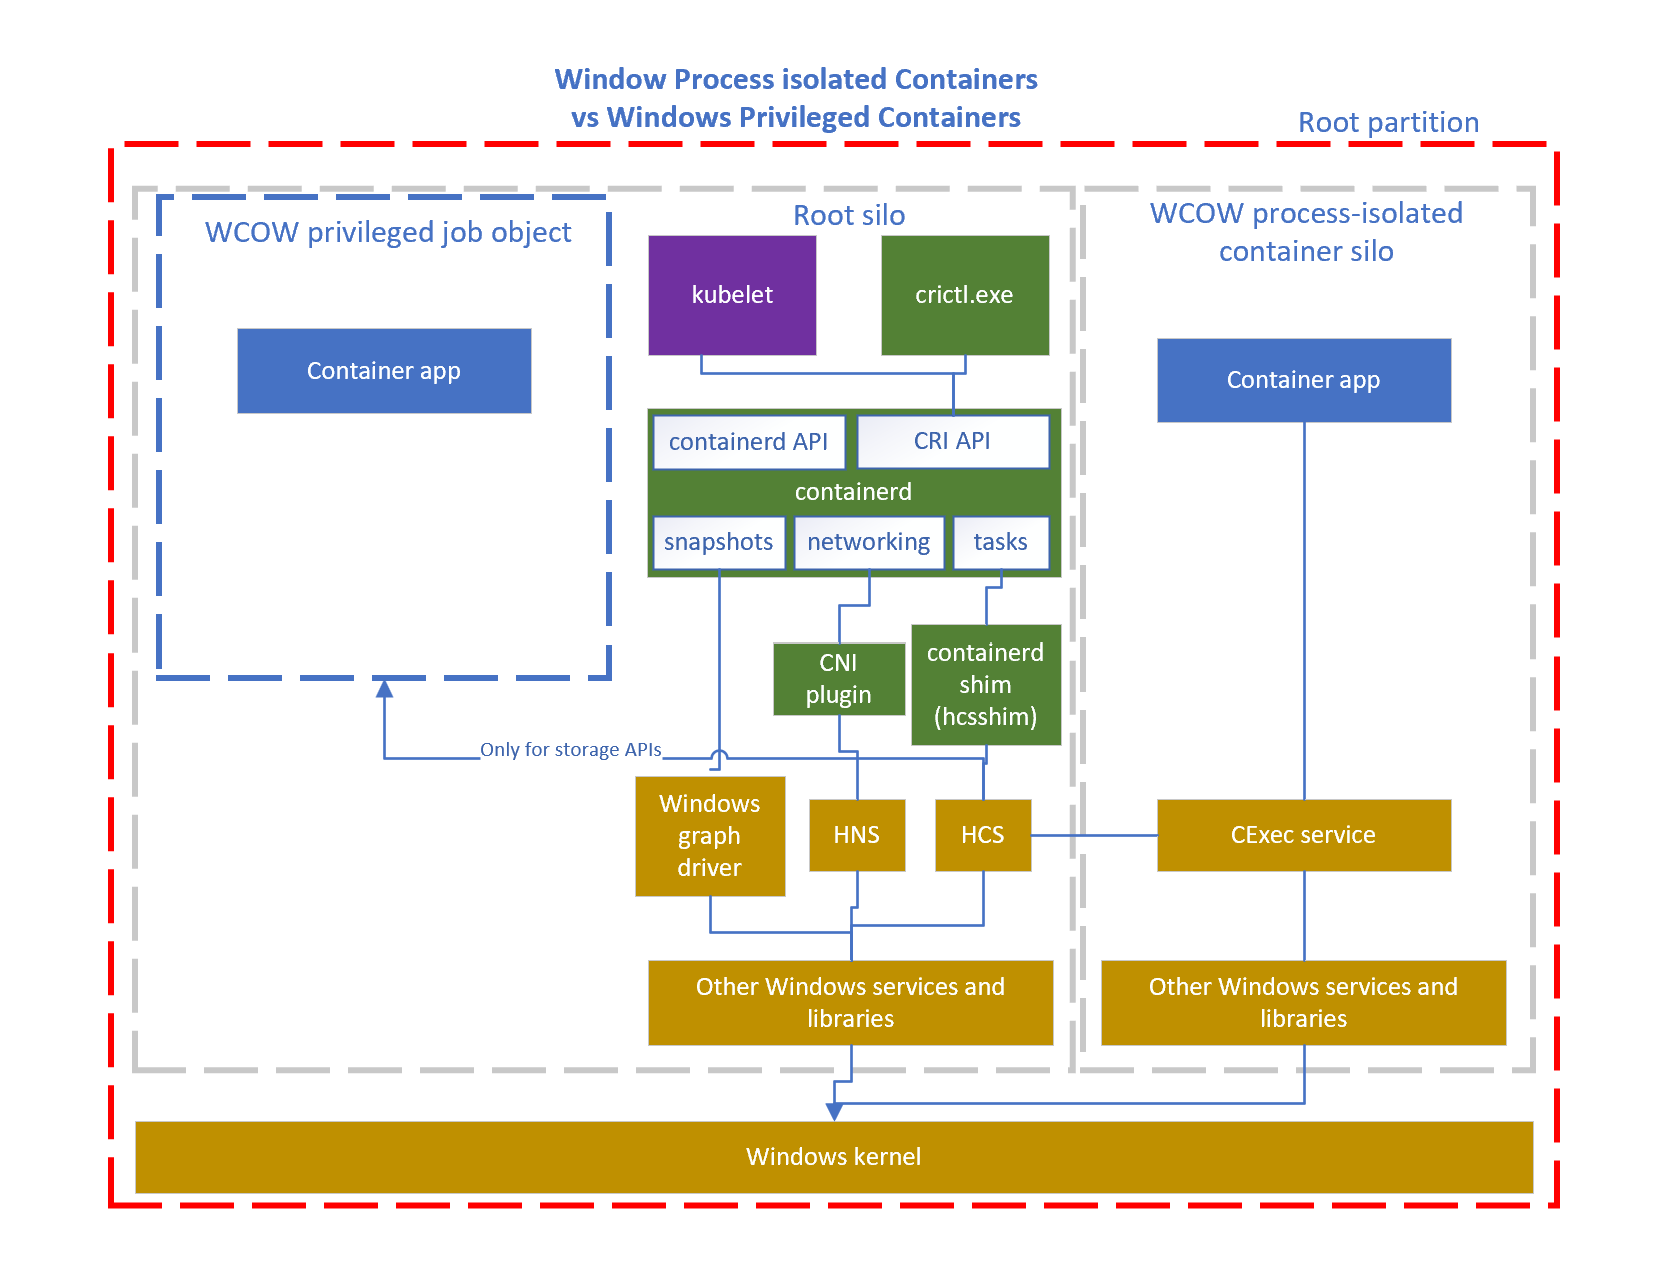 Window Process isolated Containers
vs Windows Privileged Containers
Root partition
WCOW privileged job object
Root silo
WCOW process-isolated
container silo
kubelet
crictl.exe
Container app
Container app
containerd API
CRI API
containerd
snapshots
networking
tasks
CNI
plugin
containerd
shim
(hcsshim)
Only for storage APIs
Windows
graph
driver
HNS
HCS
CExec service
Other Windows services and
libraries
Other Windows services and
libraries
Windows kernel